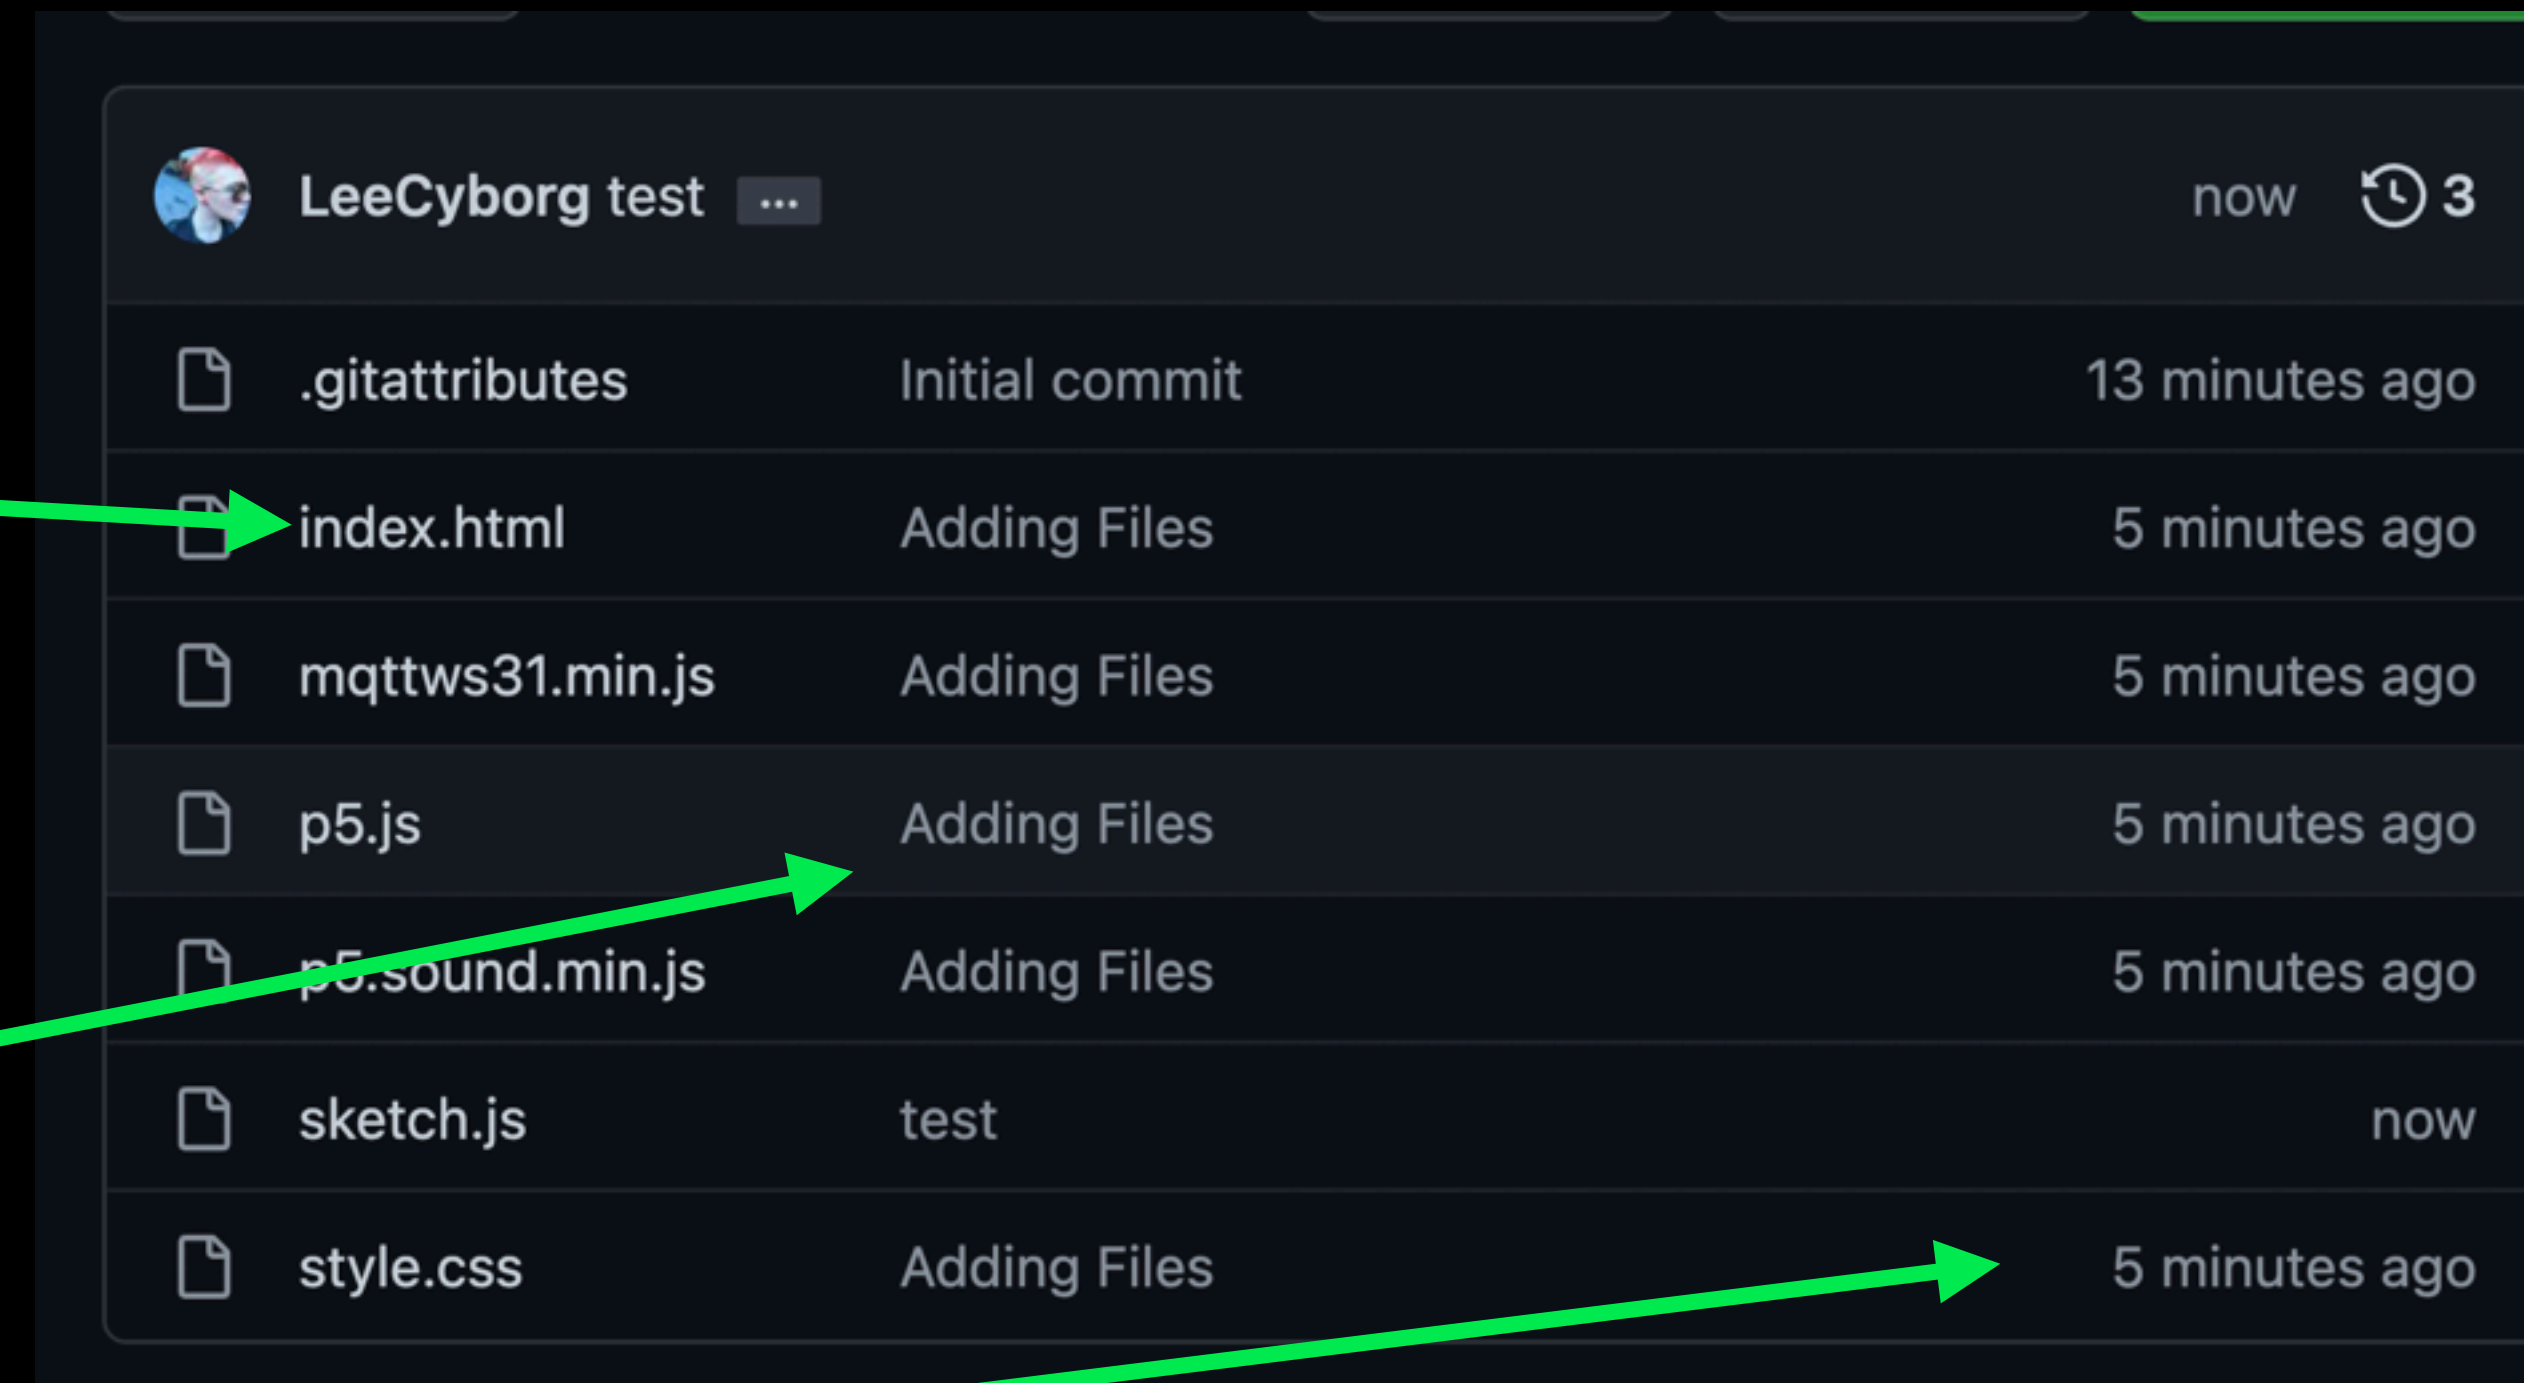 LeeCyborg test ... now 3
.gitattributes Initial commit 13 minutes ago
index.html Adding Files 5 minutes ago
mqttws31.min.js Adding Files 5 minutes ago
p5.js Adding Files 5 minutes ago
p5.sound.min.js Adding Files 5 minutes ago
sketch.js test now
style.css Adding Files 5 minutes ago